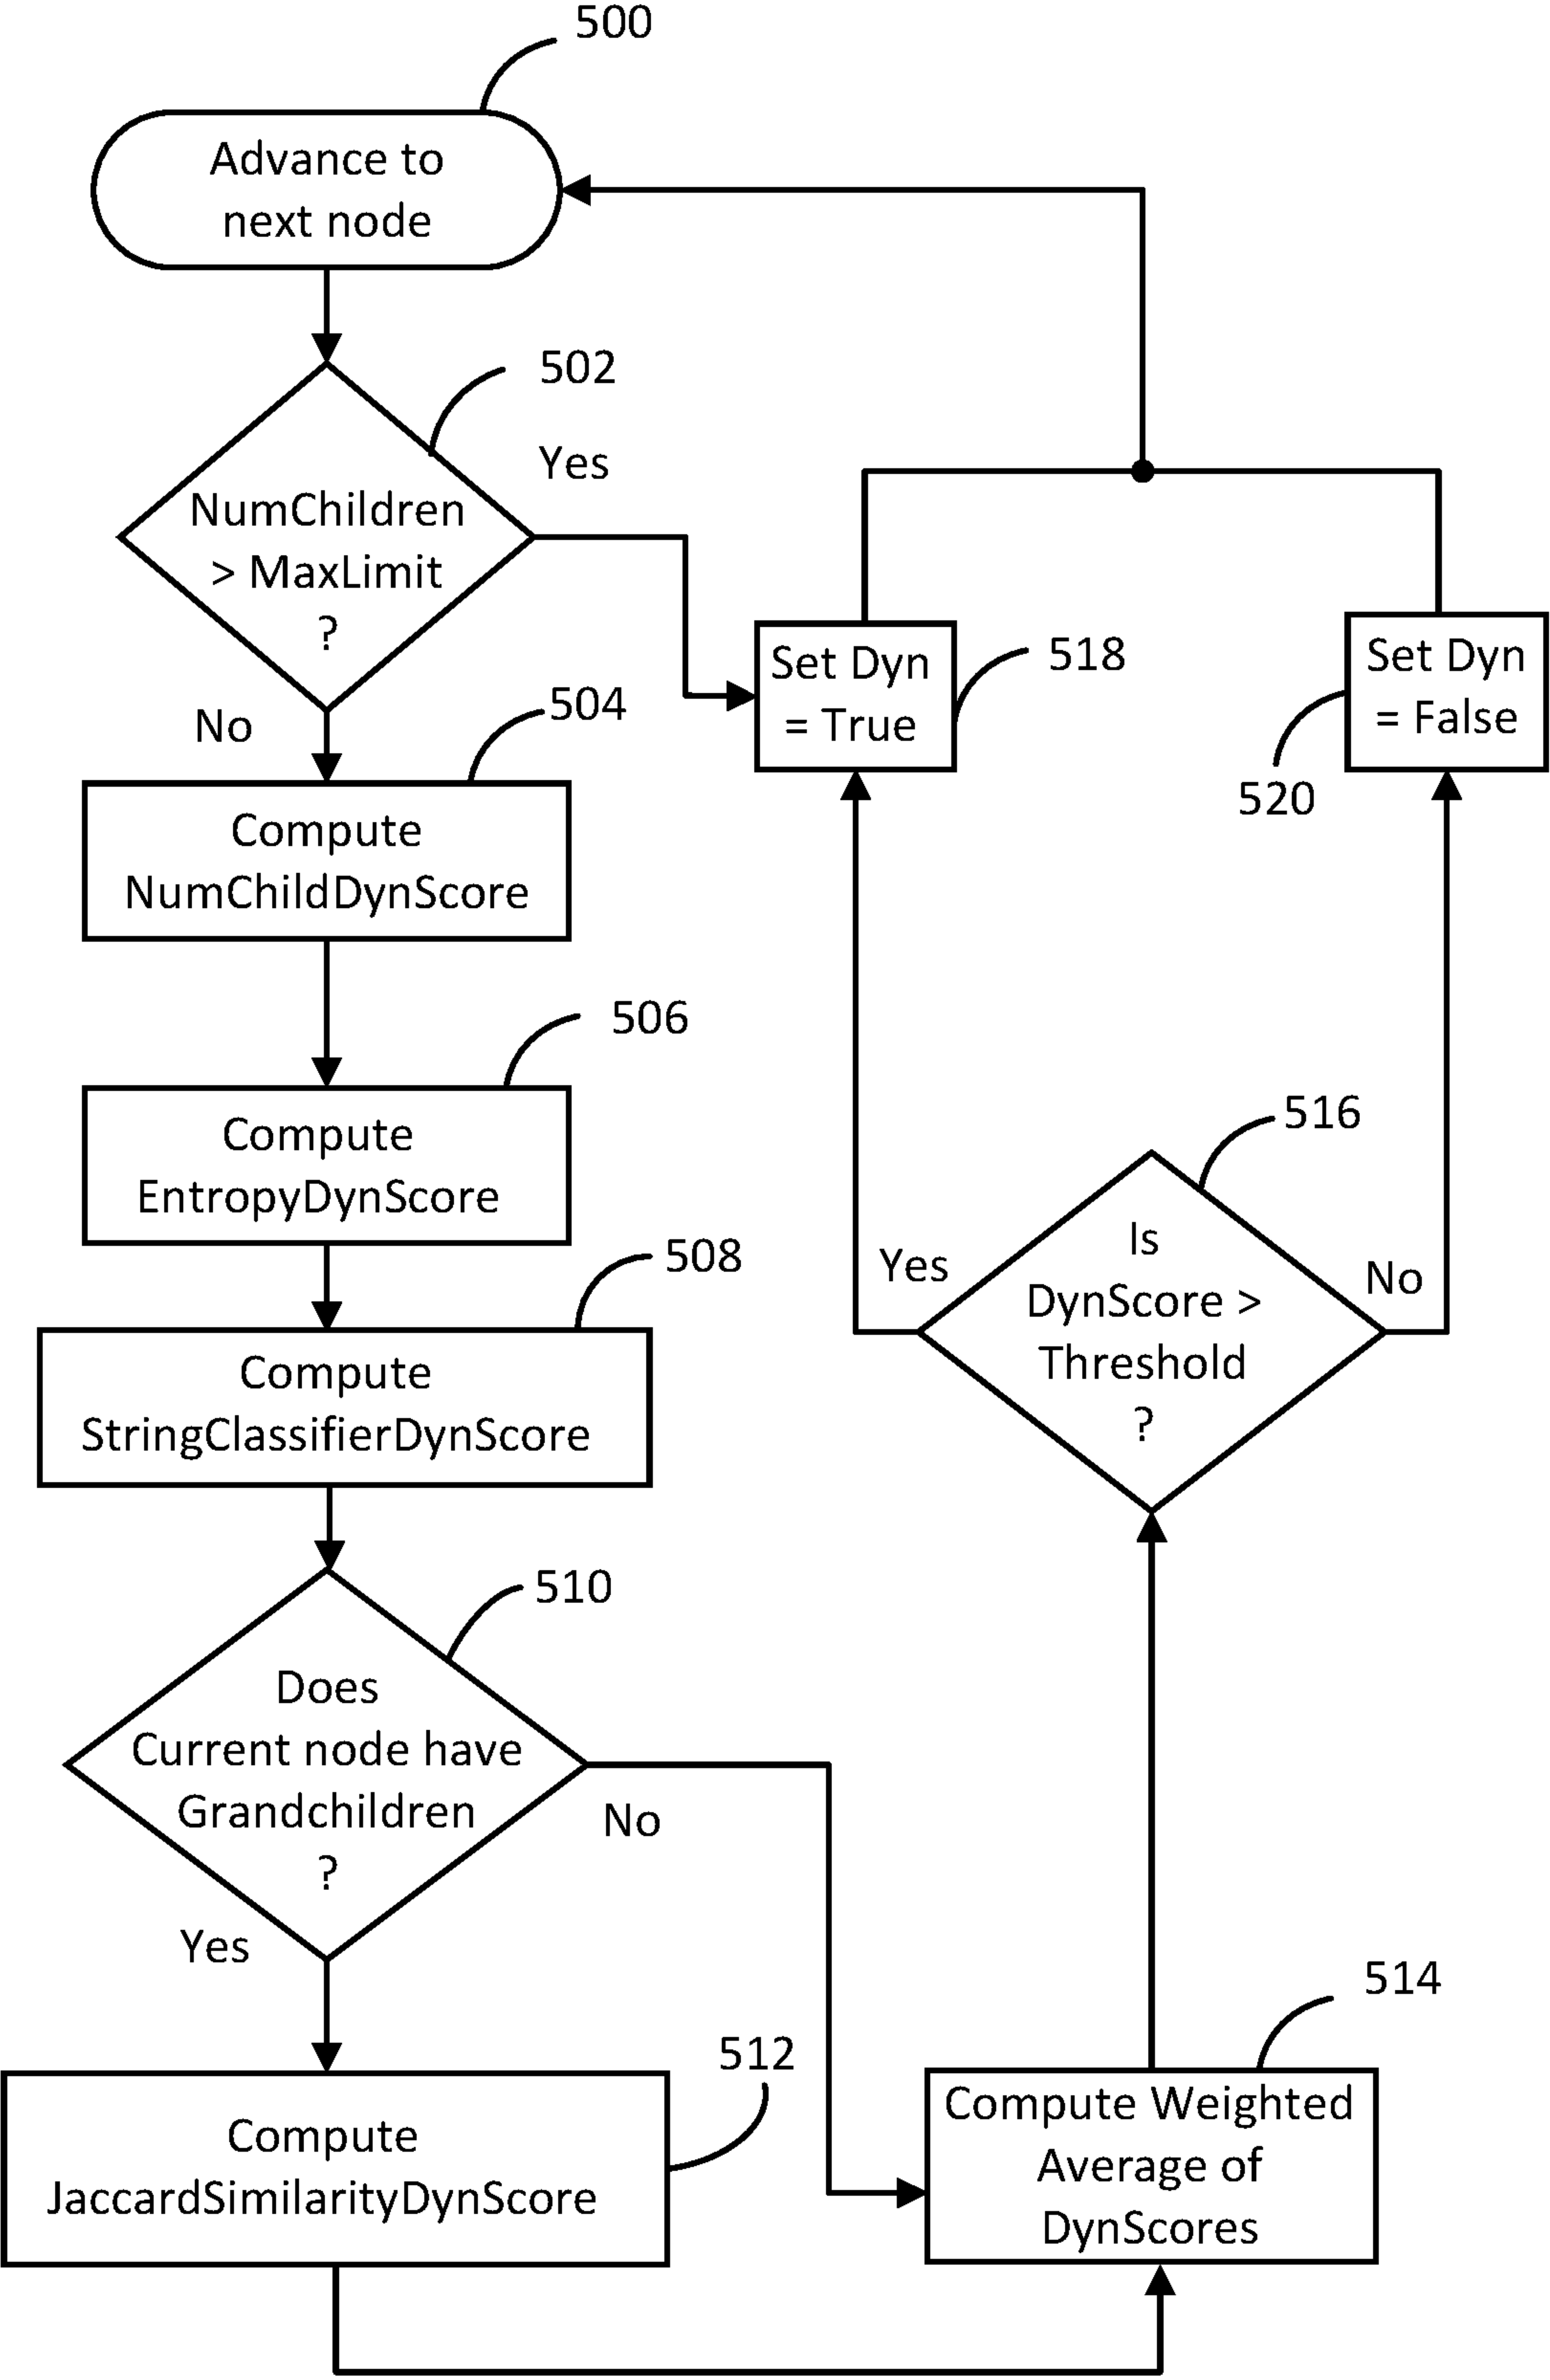 500
Advance to
next node
502
Yes
NumChildren
> MaxLimit
?
No
504
Compute
NumChildDynScore
506
Compute
EntropyDynScore
508
Compute
StringClassifierDynScore
510
Does
Current node have
Grandchildren
?
No
Yes
512
Compute
JaccardSimilarityDynScore
514
Compute Weighted
Average of
DynScores
516
Is
DynScore >
Threshold
?
Yes
No
Set Dyn
= True
518
Set Dyn
= False
520